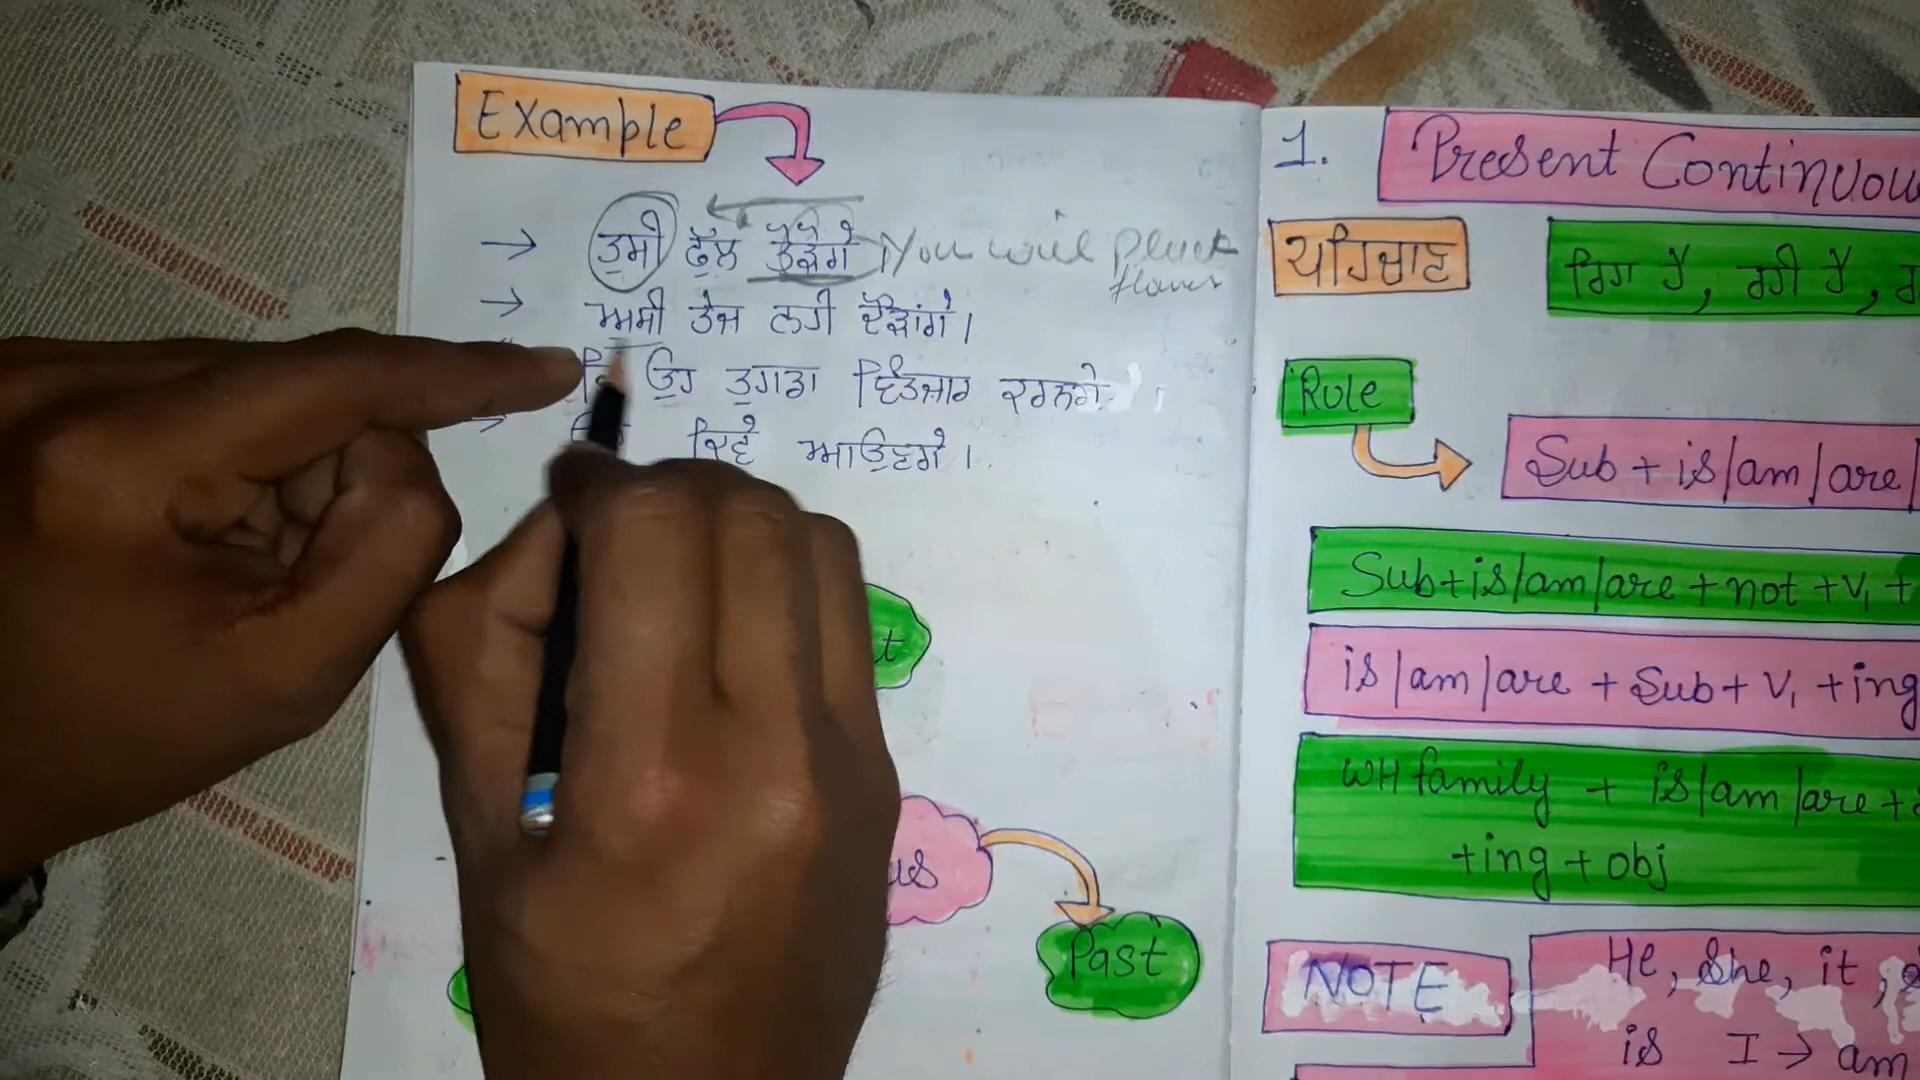 Example
ਤੁਸੀ ਫੁੱਲ ਤੋੜੋਗੇ । You will pluck
flower
ਅਸੀ ਤੇਜ ਨਹੀ ਦੌੜਾਂਗੇ ।
ਉਹ ਤੁਹਾਡਾ ਇੰਤਜਾਰ ਕਰਨਗੇ ।
ਕਿਵੇ ਆਉਣਗੇ ।
Past
1. Present Continuou
ਪਹਿਚਾਣ
ਰਿਹਾ ਹੈ, ਰਹੀ ਹੈ,
Rule
Sub + is/am/are/
Sub+is/am/are + not + V₁ +
is/am/are + Sub + V₁ +ing
WH family + is/am/are +
+ing + obj
NOTE
He, She, it,
is I → am